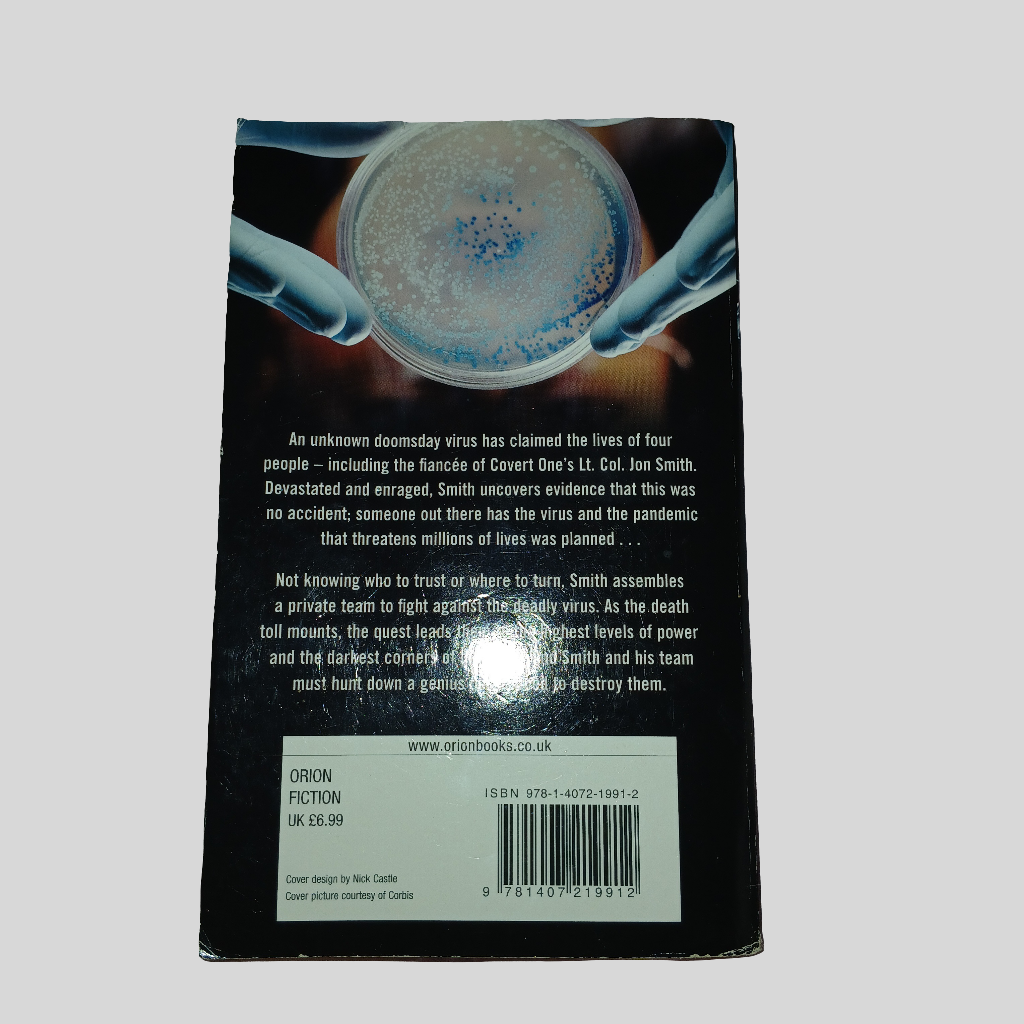 An unknown doomsday virus has claimed the lives of four
people – including the fiancée of Covert One's Lt. Col. Jon Smith.
Devastated and enraged, Smith uncovers evidence that this was
no accident; someone out there has the virus and the pandemic
that threatens millions of lives was planned . . .
Not knowing who to trust or where to turn, Smith assembles
a private team to fight against the deadly virus. As the death
toll mounts, the quest leads highest levels of power
and the darkest corners Smith and his team
must hunt down a genius to destroy them.
www.orionbooks.co.uk
ORION
FICTION
UK £6.99
ISBN 978-1-4072-1991-2
9 781407 219912
Cover design by Nick Castle
Cover picture courtesy of Corbis